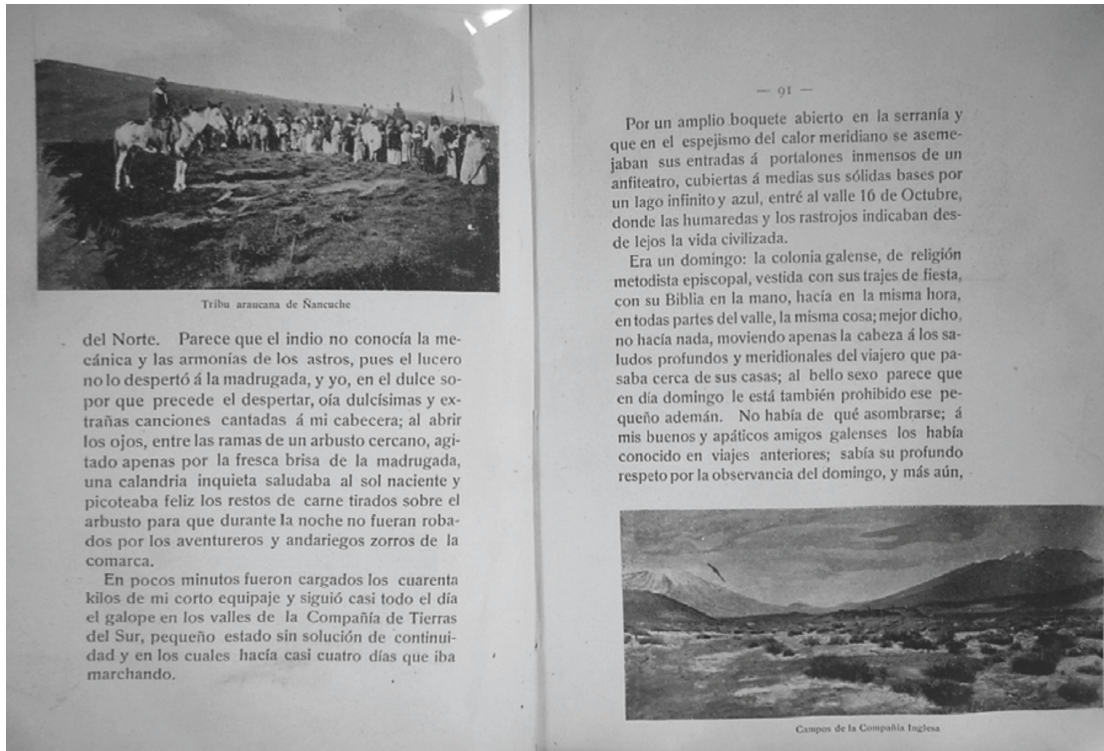 Tribu araucana de Ñancuche
del Norte. Parece que el indio no conocía la me-
cánica y las armonías de los astros, pues el lucero
no lo despertó á la madrugada, y yo, en el dulce so-
por que precede el despertar, oía dulcísimas y ex-
trañas canciones cantadas á mi cabecera; al abrir
los ojos, entre las ramas de un arbusto cercano, agi-
tado apenas por la fresca brisa de la madrugada,
una calandria inquieta saludaba al sol naciente y
picoteaba feliz los restos de carne tirados sobre el
arbusto para que durante la noche no fueran roba-
dos por los aventureros y andariegos zorros de la
comarca.
En pocos minutos fueron cargados los cuarenta
kilos de mi corto equipaje y siguió casi todo el día
el galope en los valles de la Compañía de Tierras
del Sur, pequeño estado sin solución de continui-
dad y en los cuales hacía casi cuatro días que iba
marchando.
— 91 —
Por un amplio boquete abierto en la serranía y
que en el espejismo del calor meridiano se aseme-
jaban sus entradas á portalones inmensos de un
anfiteatro, cubiertas á medias sus sólidas bases por
un lago infinito y azul, entré al valle 16 de Octubre,
donde las humaredas y los rastrojos indicaban des-
de lejos la vida civilizada.
Era un domingo: la colonia galense, de religión
metodista episcopal, vestida con sus trajes de fiesta,
con su Biblia en la mano, hacía en la misma hora,
en todas partes del valle, la misma cosa; mejor dicho,
no hacía nada, moviendo apenas la cabeza á los sa-
ludos profundos y meridionales del viajero que pa-
saba cerca de sus casas; al bello sexo parece que
en día domingo le está también prohibido ese pe-
queño ademán. No había de qué asombrarse; á
mis buenos y apáticos amigos galenses los había
conocido en viajes anteriores; sabía su profundo
respeto por la observancia del domingo, y más aún,
Campos de la Compañía Inglesa